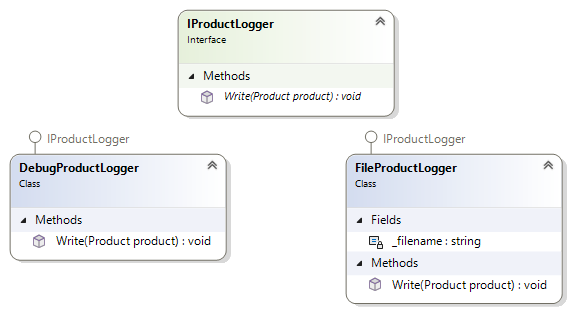 IProductLogger
Interface
Methods
Write(Product product) : void
IProductLogger
DebugProductLogger
Class
Methods
Write(Product product) : void
IProductLogger
FileProductLogger
Class
Fields
_filename : string
Methods
Write(Product product) : void